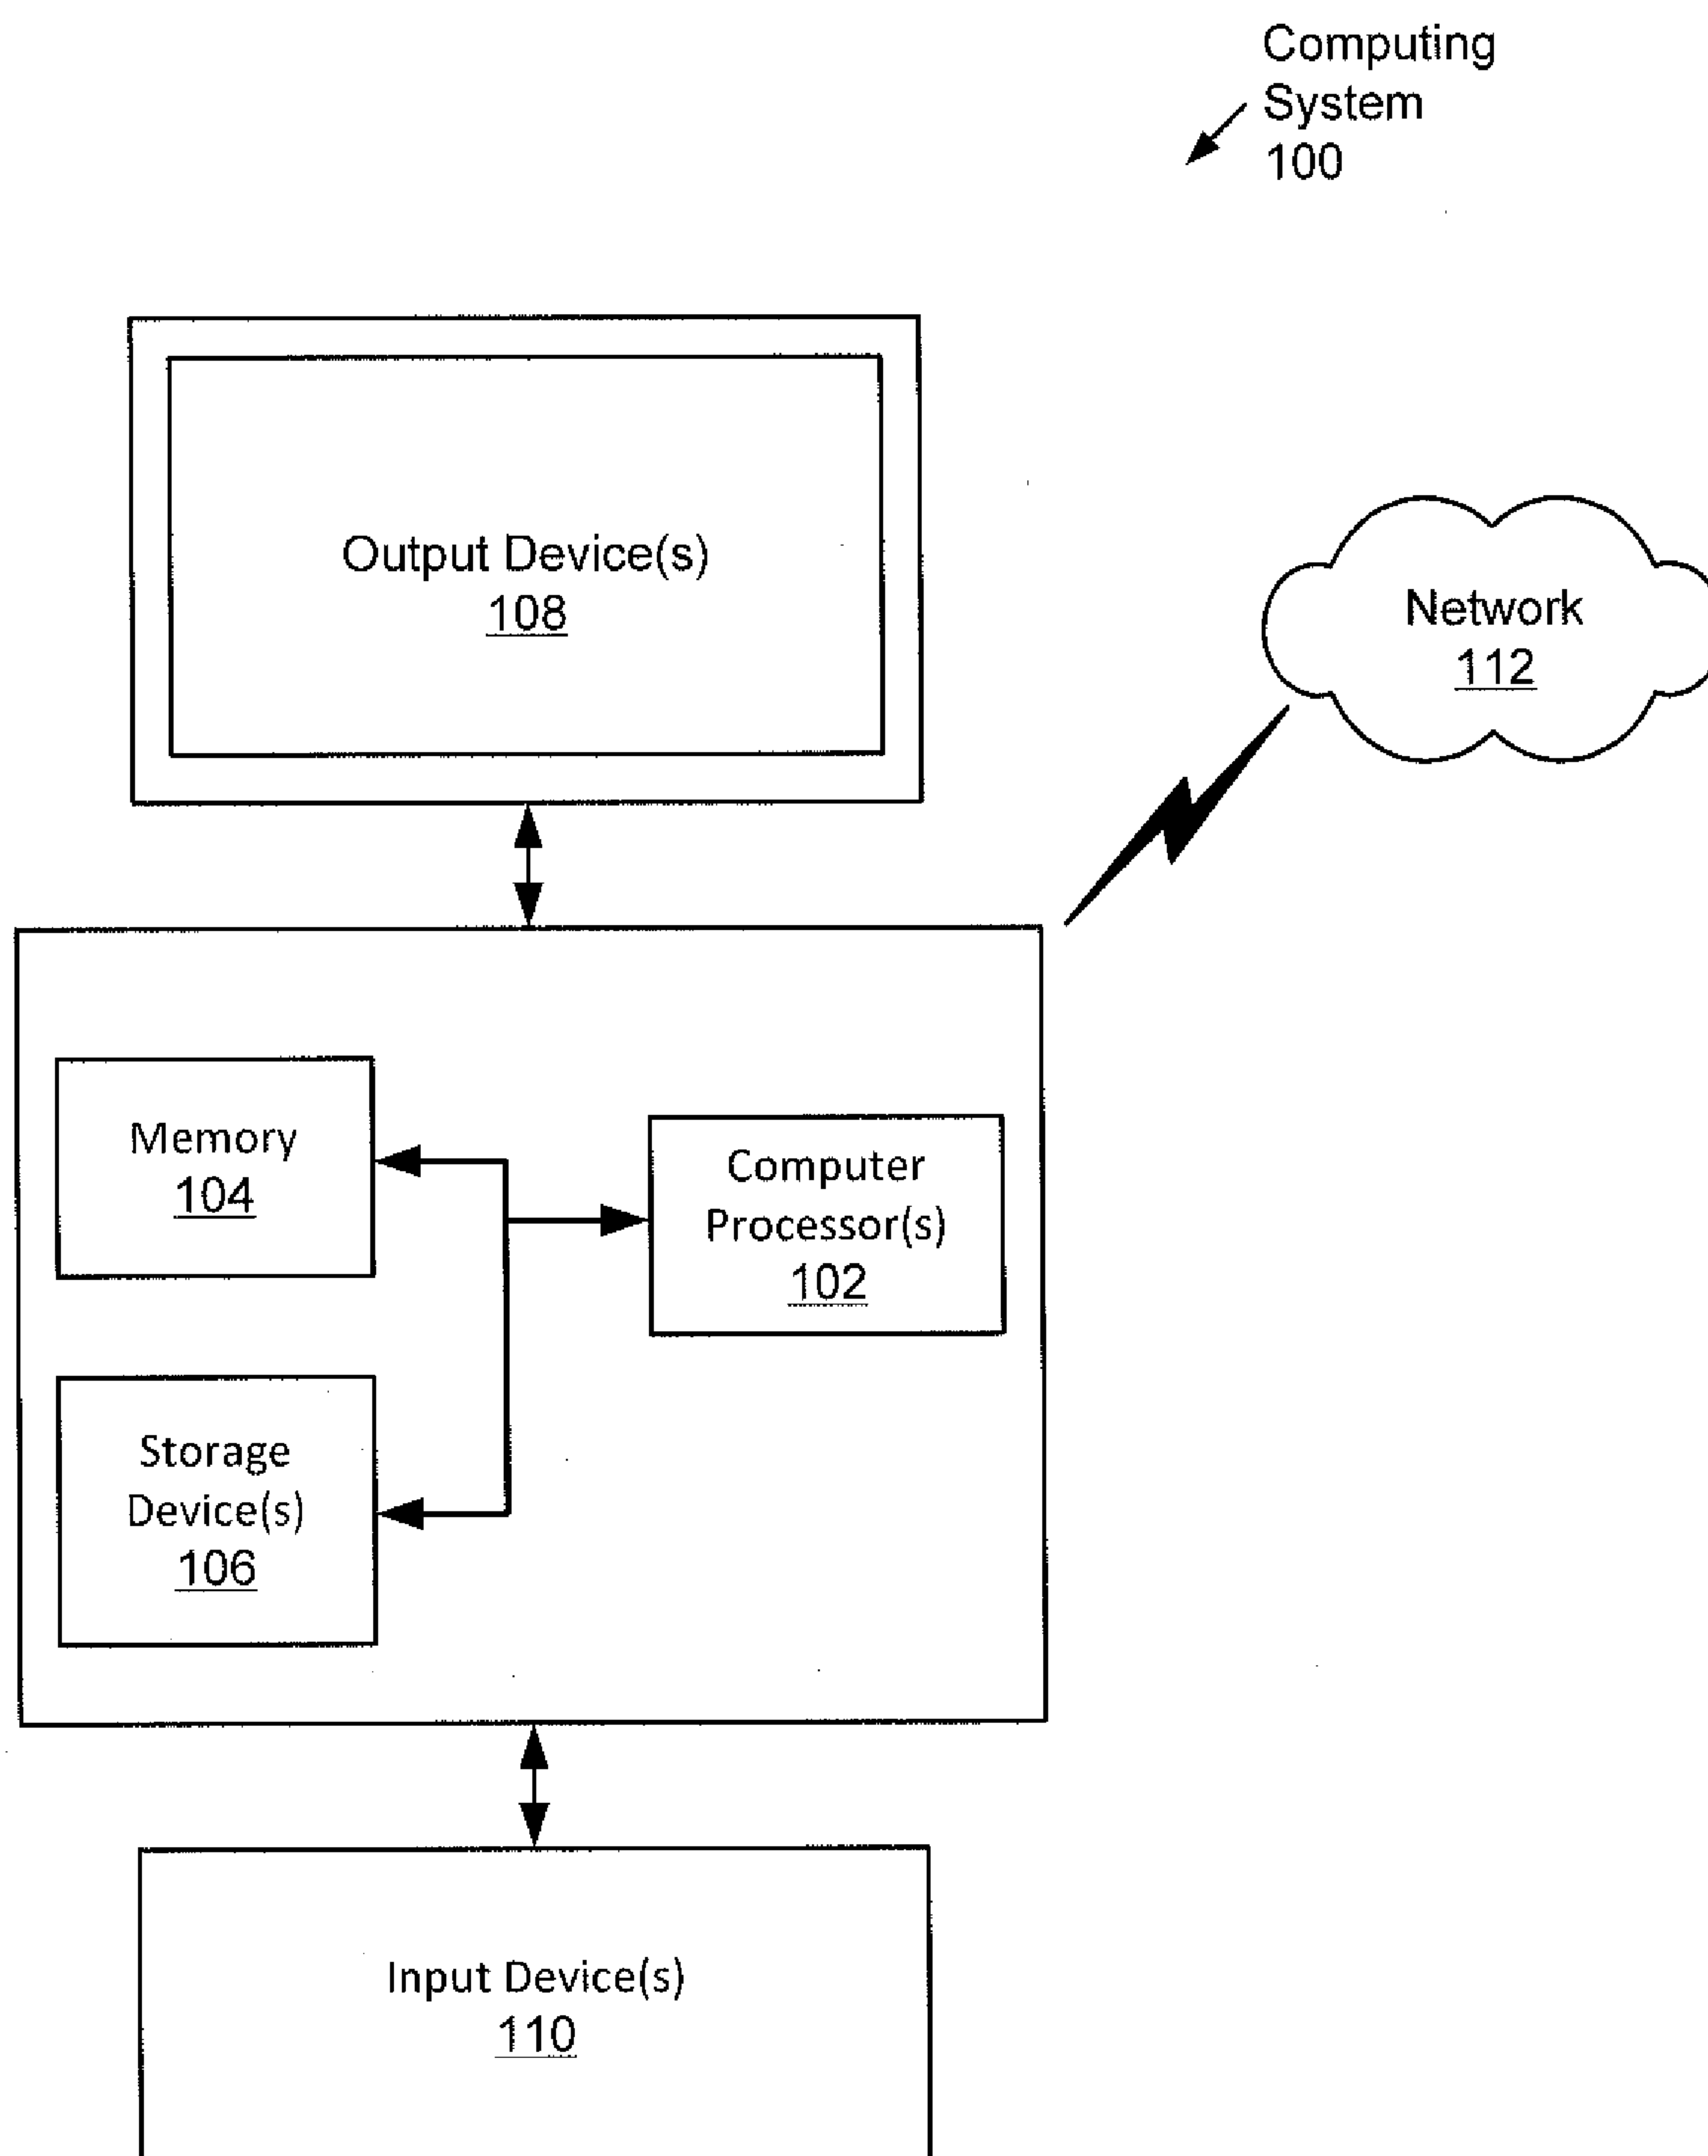 Computing
System
100
Output Device(s)
108
Network
112
Memory
104
Computer
Processor(s)
102
Storage
Device(s)
106
Input Device(s)
110